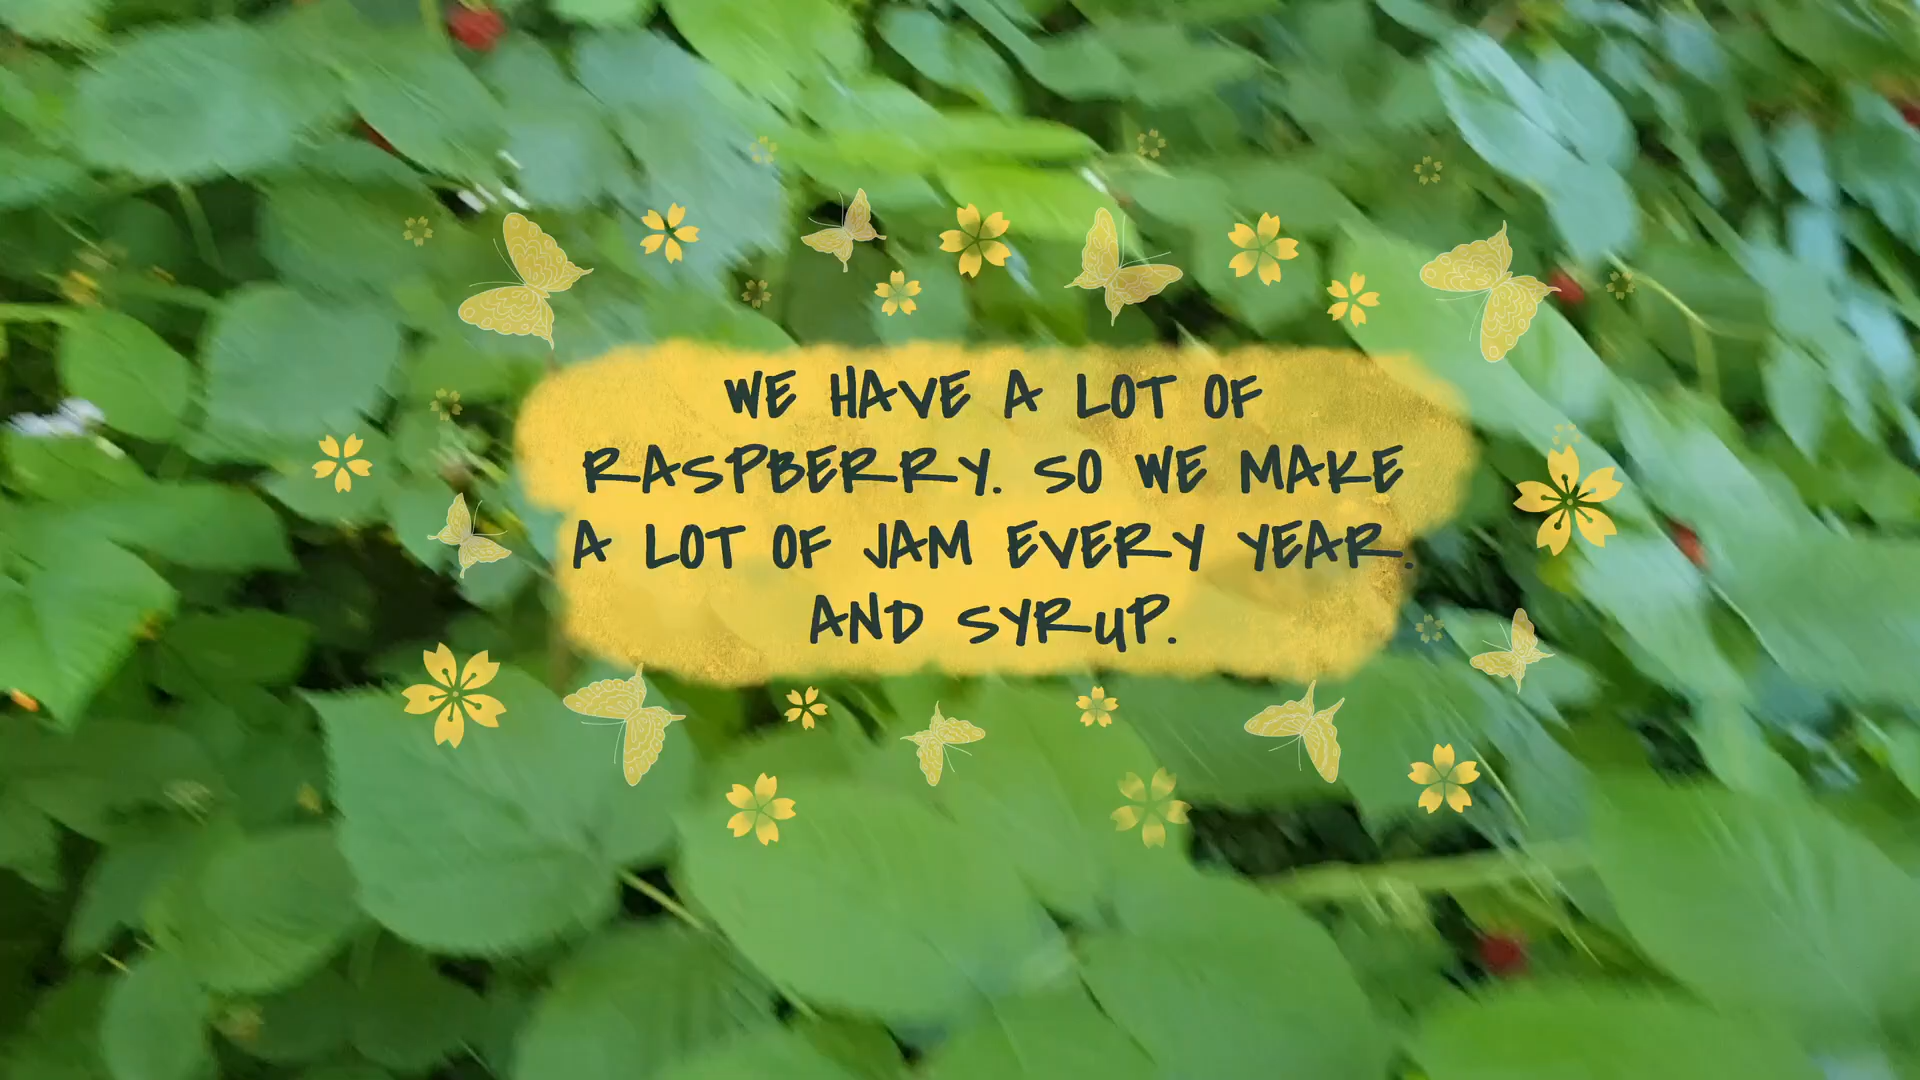 WE HAVE A LOT OF
RASPBERRY. SO WE MAKE
A LOT OF JAM EVERY YEAR.
AND SYRUP.